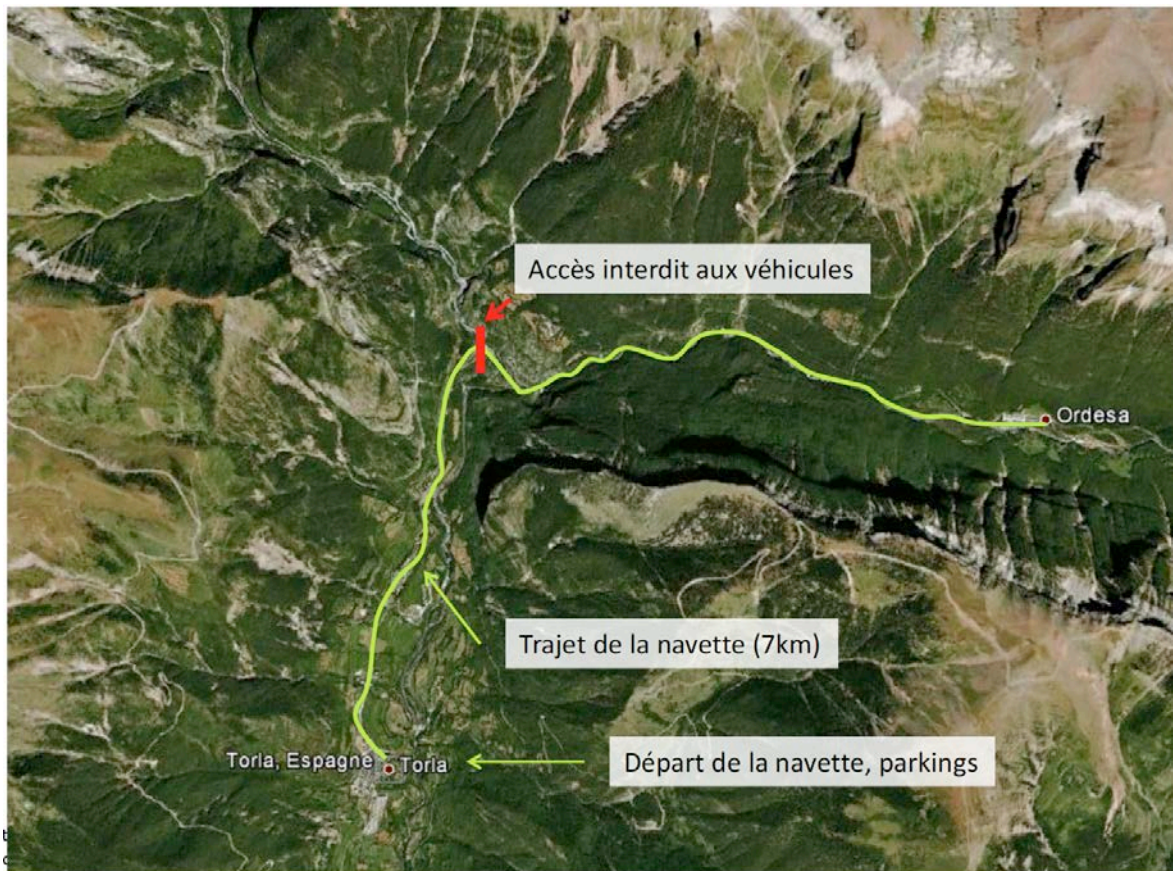 Accès interdit aux véhicules
Ordesa
Trajet de la navette (7km)
Torla, Espagne
Torla
Départ de la navette, parkings